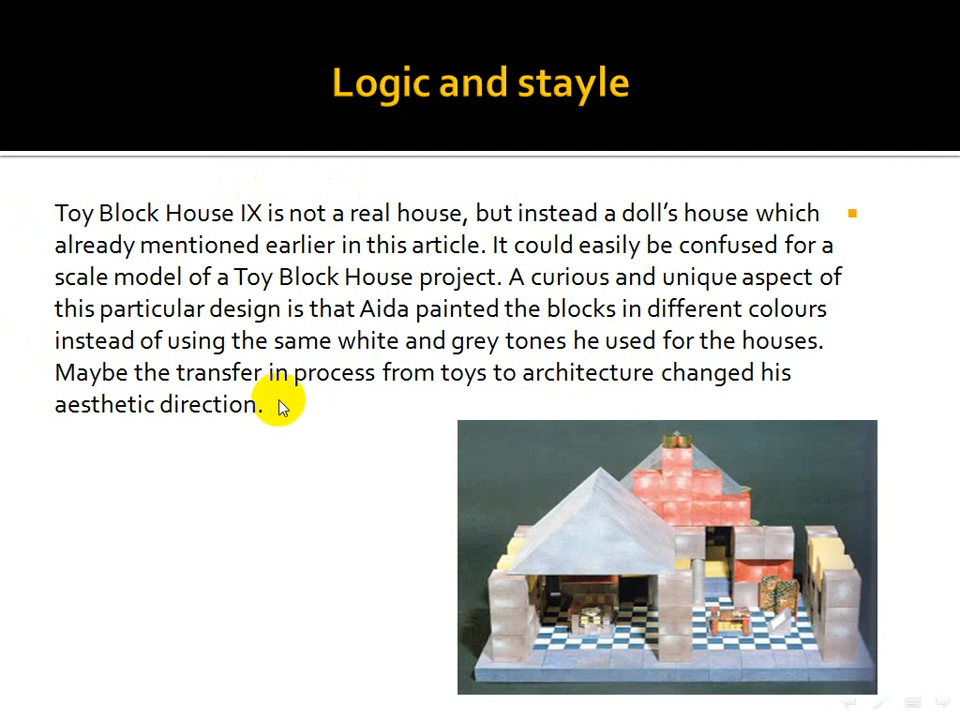 Logic and stayle
Toy Block House IX is not a real house, but instead a doll’s house which
already mentioned earlier in this article. It could easily be confused for a
scale model of a Toy Block House project. A curious and unique aspect of
this particular design is that Aida painted the blocks in different colours
instead of using the same white and grey tones he used for the houses.
Maybe the transfer in process from toys to architecture changed his
aesthetic direction.